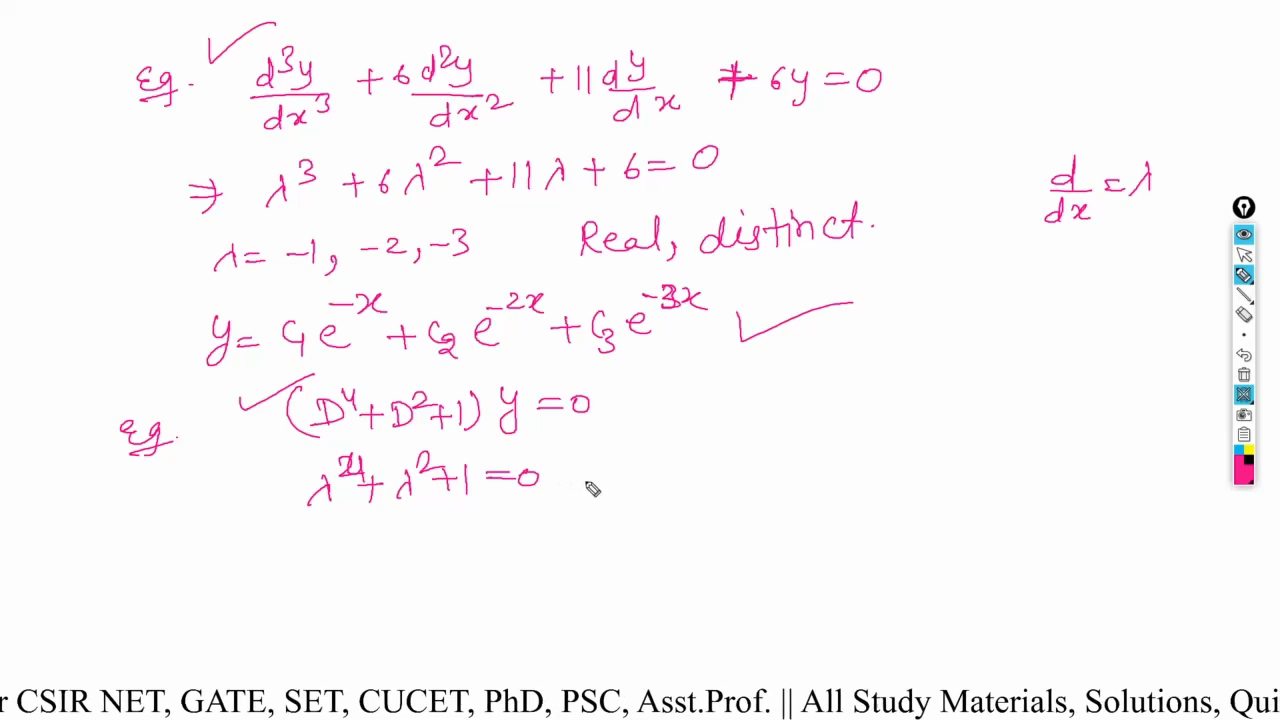 Eg. d³y/dx³ + 6 d²y/dx² + 11 dy/dx + 6y = 0
⇒ λ³ + 6λ² + 11λ + 6 = 0
d/dx = λ
λ = -1, -2, -3 Real, distinct.
y = c₁e^{-x} + c₂e^{-2x} + c₃e^{-3x}
Eg. (D⁴ + D² + 1) y = 0
λ⁴ + λ² + 1 = 0
r CSIR NET, GATE, SET, CUCET, PhD, PSC, Asst.Prof. || All Study Materials, Solutions, Qui